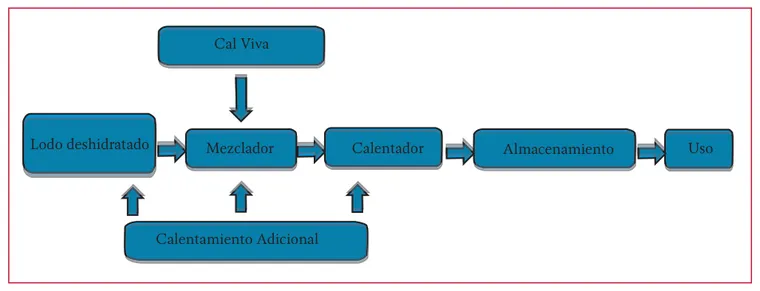 Cal Viva
Lodo deshidratado
Mezclador
Calentador
Almacenamiento
Uso
Calentamiento Adicional